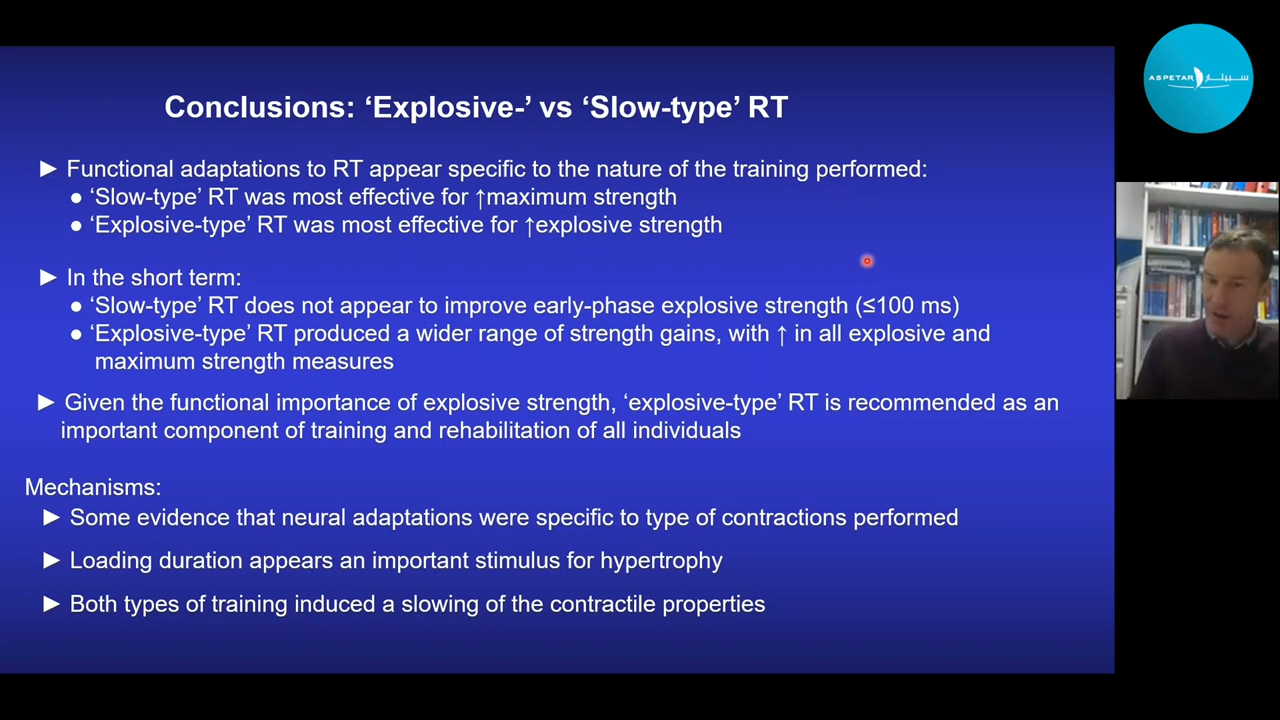 Conclusions: ‘Explosive-’ vs ‘Slow-type’ RT
► Functional adaptations to RT appear specific to the nature of the training performed:
● ‘Slow-type’ RT was most effective for ↑maximum strength
● ‘Explosive-type’ RT was most effective for ↑explosive strength
► In the short term:
● ‘Slow-type’ RT does not appear to improve early-phase explosive strength (≤100 ms)
● ‘Explosive-type’ RT produced a wider range of strength gains, with ↑ in all explosive and
maximum strength measures
► Given the functional importance of explosive strength, ‘explosive-type’ RT is recommended as an
important component of training and rehabilitation of all individuals
Mechanisms:
► Some evidence that neural adaptations were specific to type of contractions performed
► Loading duration appears an important stimulus for hypertrophy
► Both types of training induced a slowing of the contractile properties
ASPETAR سبيتار